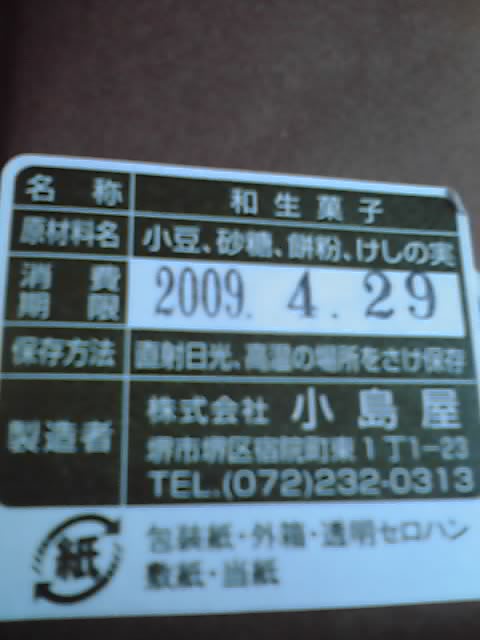 名称 和生菓子
原材料名 小豆、砂糖、餅粉、けしの実
消費期限 2009. 4. 29
保存方法 直射日光、高温の場所をさけ保存
製造者 株式会社 小島屋
堺市堺区宿院町東1丁1-23
TEL.(072)232-0313
紙 包装紙・外箱・透明セロハン
敷紙・当紙